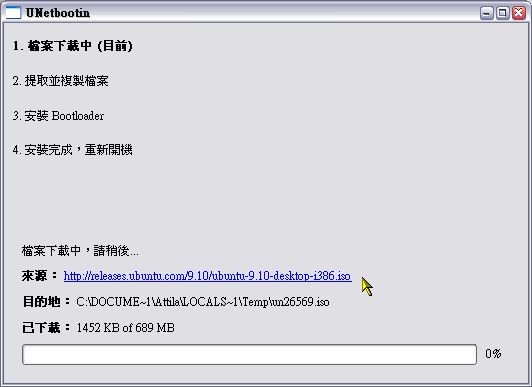 UNetbootin
1. 檔案下載中 (目前)
2. 提取並複製檔案
3. 安裝 Bootloader
4. 安裝完成，重新開機
檔案下載中，請稍後...
來源： http://releases.ubuntu.com/9.10/ubuntu-9.10-desktop-i386.iso
目的地： C:\DOCUME~1\Attila\LOCALS~1\Temp\un26569.iso
已下載： 1452 KB of 689 MB
0%